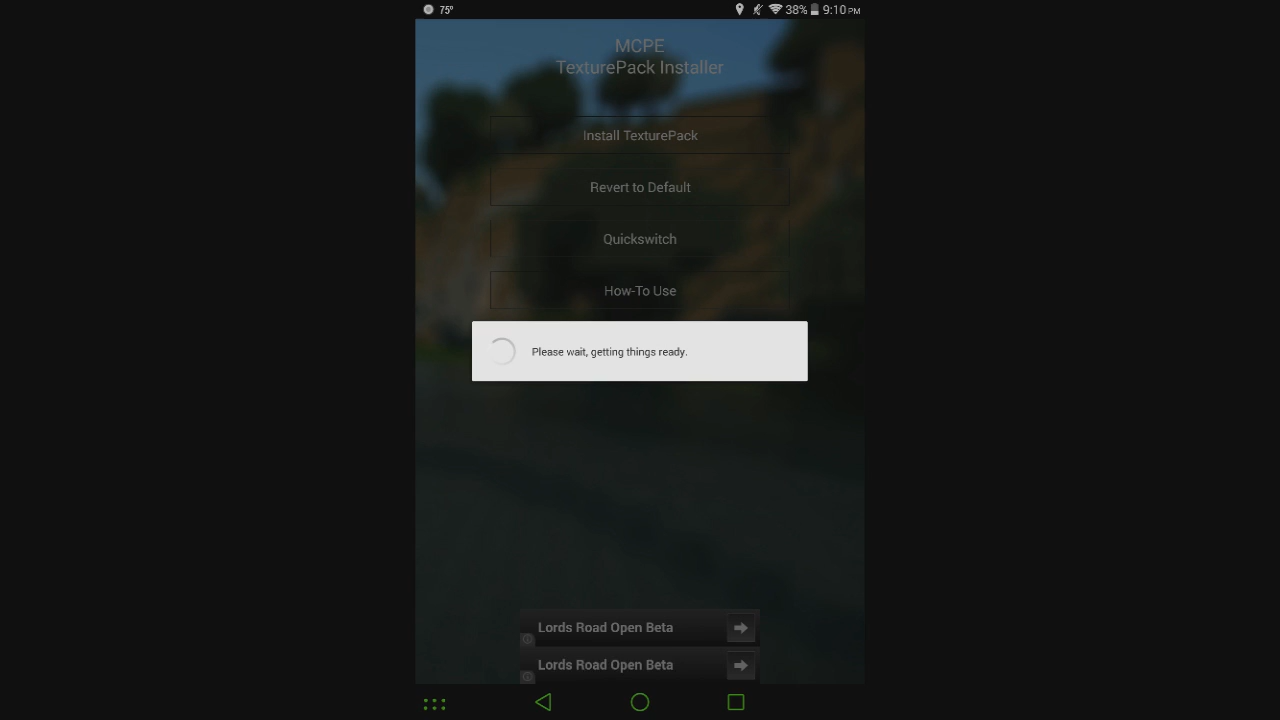 75°
38% 9:10 PM
MCPE
TexturePack Installer
Install TexturePack
Revert to Default
Quickswitch
How-To Use
Please wait, getting things ready.
Lords Road Open Beta
Lords Road Open Beta